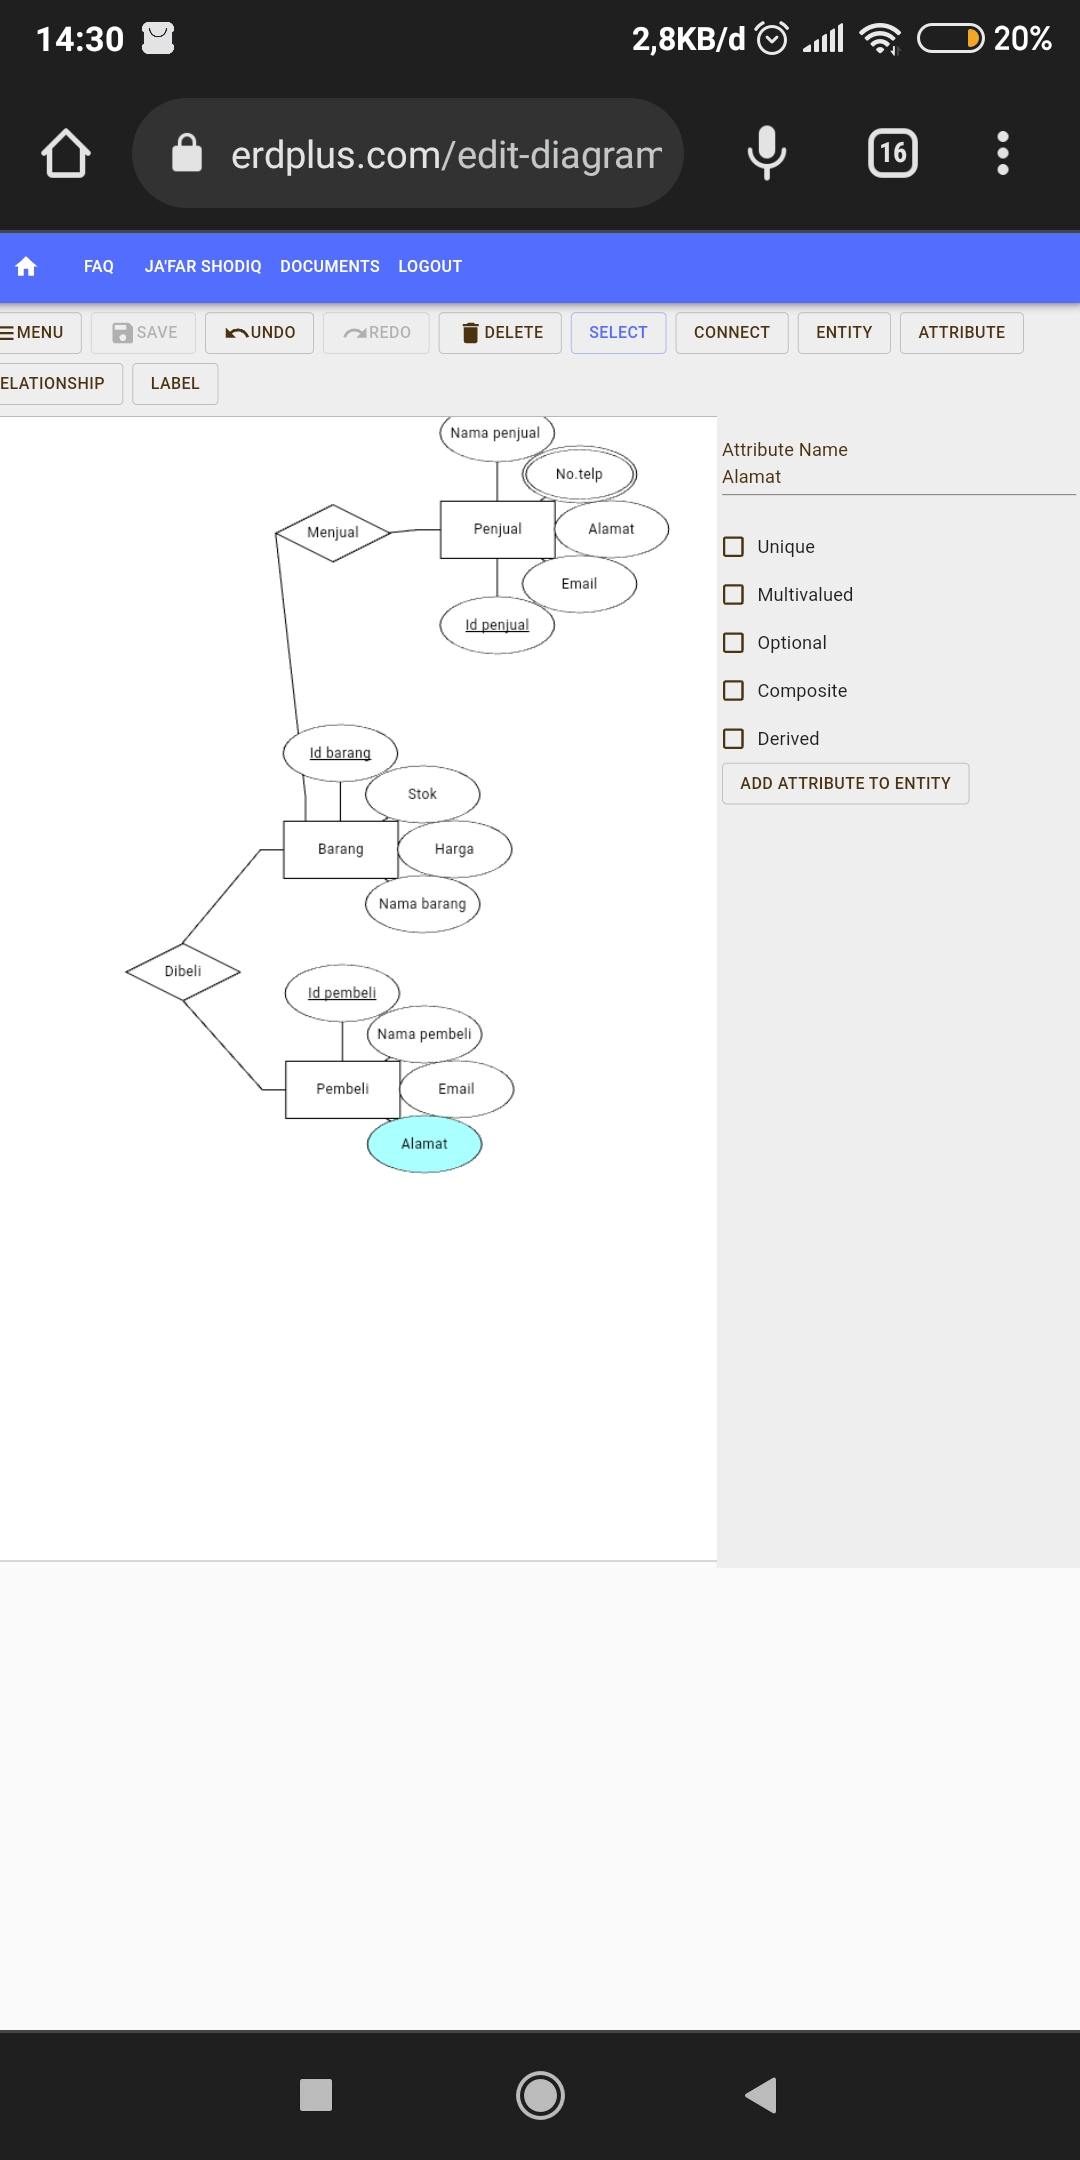 14:30
2,8KB/d
20%
erdplus.com/edit-diagram
16
FAQ JA'FAR SHODIQ DOCUMENTS LOGOUT
MENU SAVE UNDO REDO DELETE SELECT CONNECT ENTITY ATTRIBUTE
ELATIONSHIP LABEL
Attribute Name
Alamat
Unique
Multivalued
Optional
Composite
Derived
ADD ATTRIBUTE TO ENTITY
Nama penjual
No.telp
Menjual
Penjual
Alamat
Email
Id penjual
Id barang
Stok
Barang
Harga
Nama barang
Dibeli
Id pembeli
Nama pembeli
Pembeli
Email
Alamat